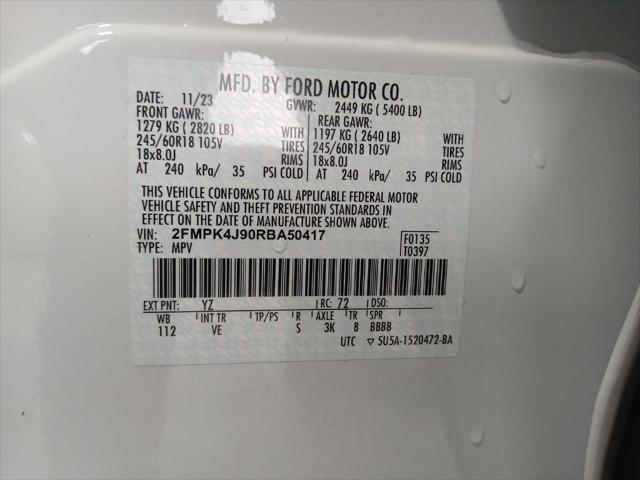 MFD. BY FORD MOTOR CO.
DATE: 11/23 GVWR: 2449 KG (5400 LB)
FRONT GAWR: REAR GAWR:
1279 KG (2820 LB) WITH 1197 KG (2640 LB) WITH
245/60R18 105V TIRES 245/60R18 105V TIRES
18x8.0J RIMS 18x8.0J RIMS
AT 240 kPa/ 35 PSI COLD AT 240 kPa/ 35 PSI COLD
THIS VEHICLE CONFORMS TO ALL APPLICABLE FEDERAL MOTOR
VEHICLE SAFETY AND THEFT PREVENTION STANDARDS IN
EFFECT ON THE DATE OF MANUFACTURE SHOWN ABOVE.
VIN: 2FMPK4J90RBA50417 F0135
TYPE: MPV T0397
EXT PNT: YZ RC: 72 DSO:
WB INT TR TP/PS R AXLE TR SPR
112 VE S 3K 8 BBBB
UTC ▽ 5U5A-1520472-BA